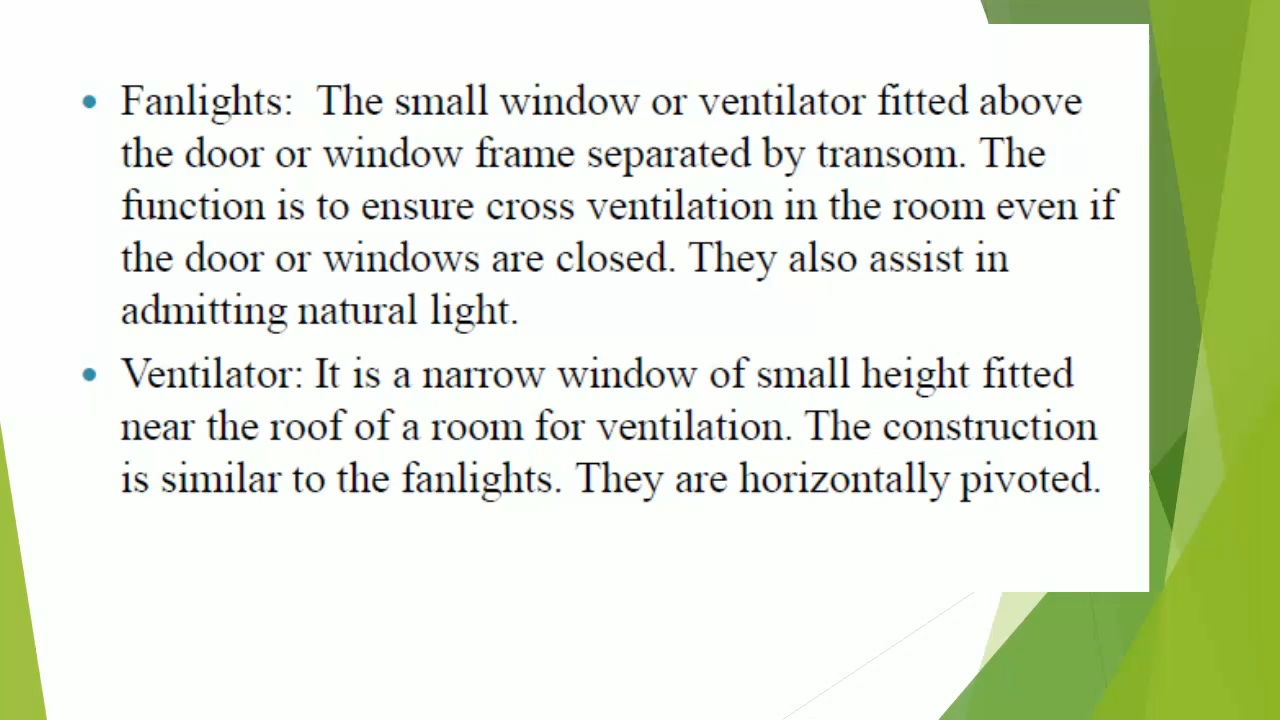 • Fanlights:  The small window or ventilator fitted above
the door or window frame separated by transom. The
function is to ensure cross ventilation in the room even if
the door or windows are closed. They also assist in
admitting natural light.
• Ventilator: It is a narrow window of small height fitted
near the roof of a room for ventilation. The construction
is similar to the fanlights. They are horizontally pivoted.